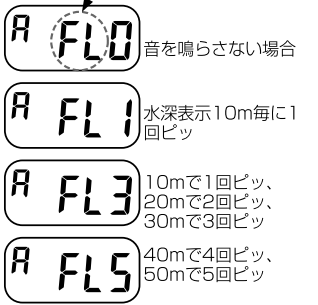 A FL0
音を鳴らさない場合
A FL1
水深表示10m毎に1
回ピッ
A FL3
10mで1回ピッ、
20mで2回ピッ、
30mで3回ピッ
A FL5
40mで4回ピッ、
50mで5回ピッ